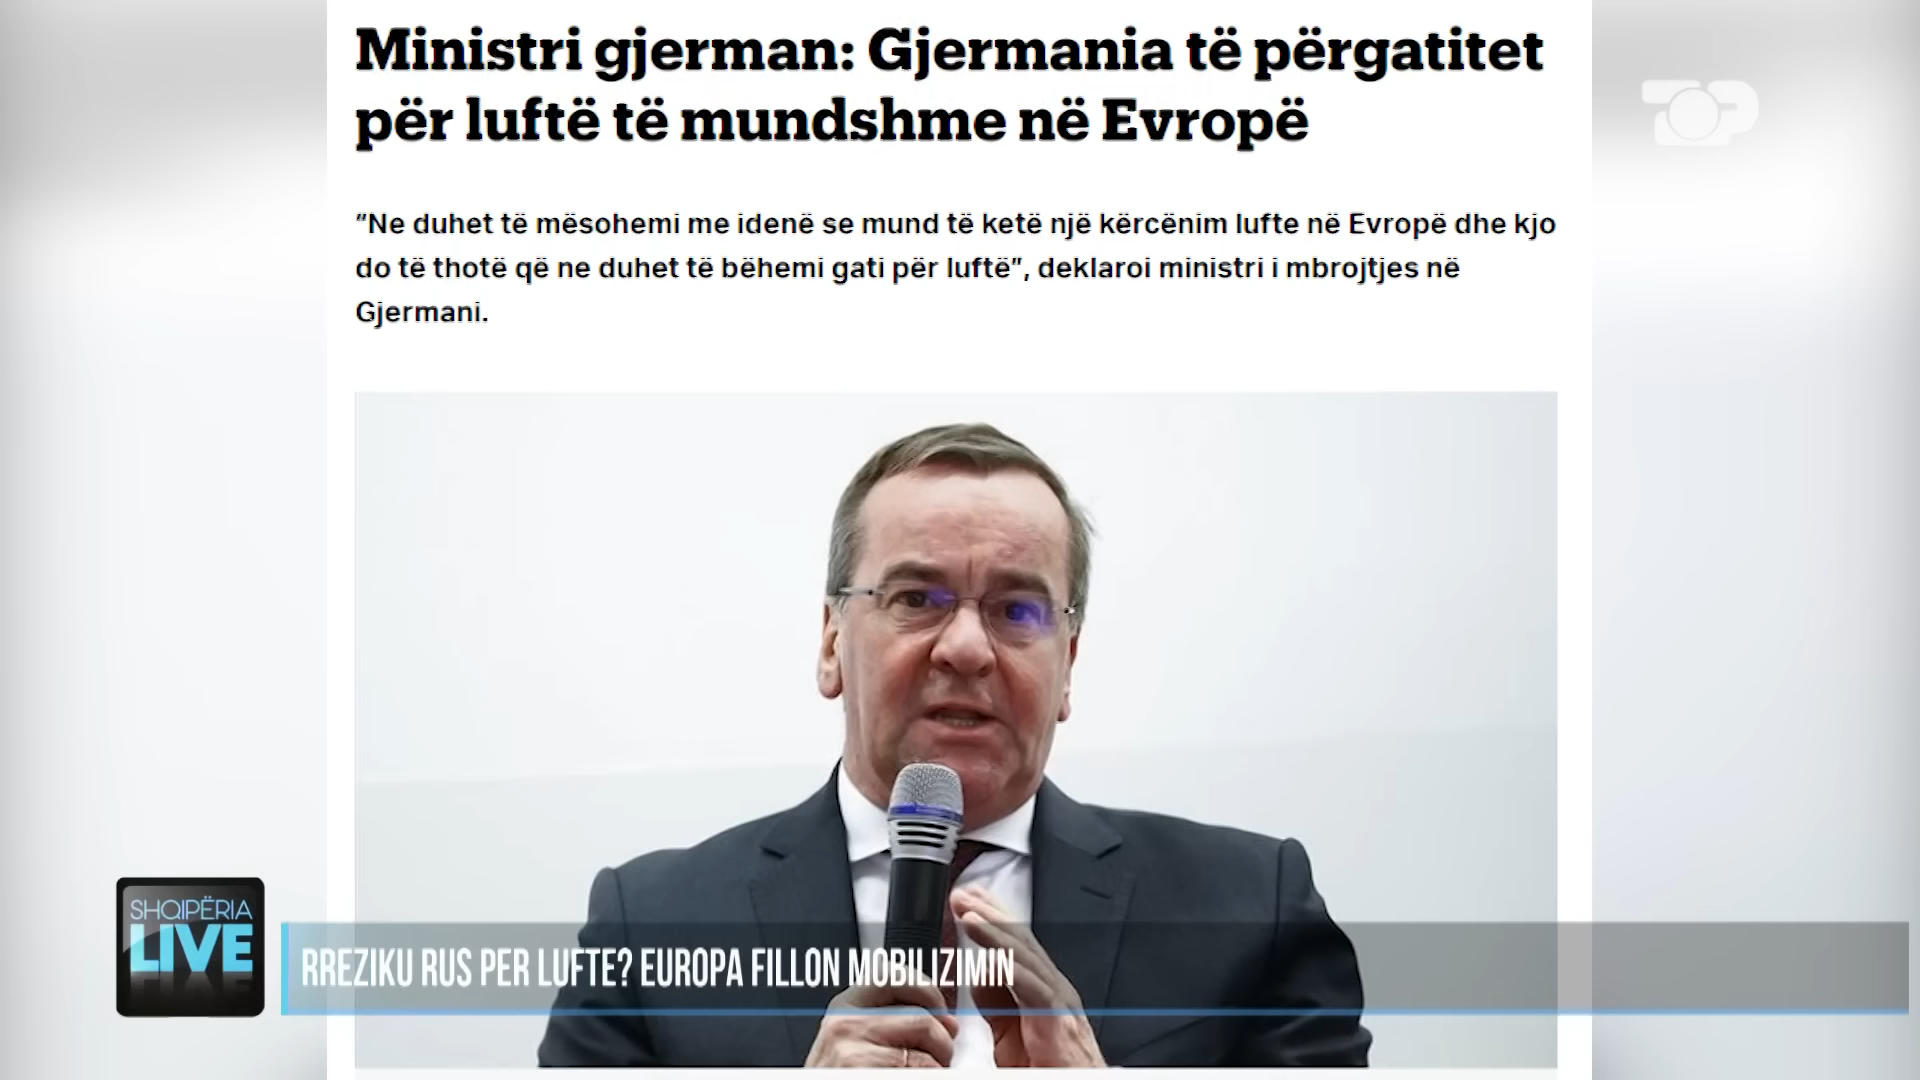 Ministri gjerman: Gjermania të përgatitet
për luftë të mundshme në Evropë
TOP
“Ne duhet të mësohemi me idenë se mund të ketë një kërcënim lufte në Evropë dhe kjo
do të thotë që ne duhet të bëhemi gati për luftë”, deklaroi ministri i mbrojtjes në
Gjermani.
SHQIPËRIA
LIVE
RREZIKU RUS PER LUFTE? EUROPA FILLON MOBILIZIMIN